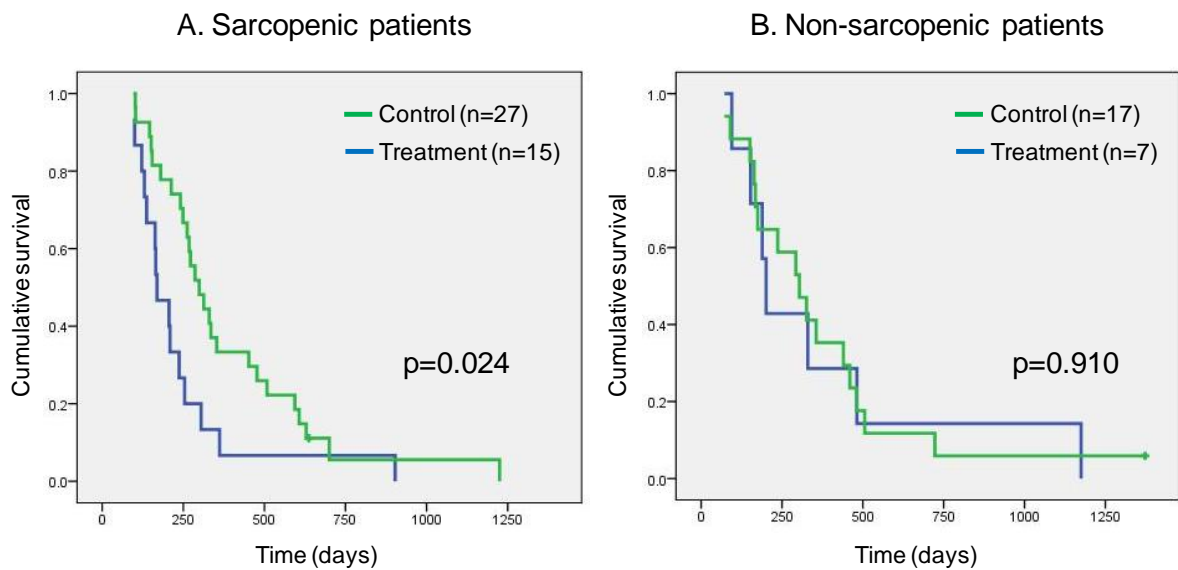 A. Sarcopenic patients
Cumulative survival
1.0
0.8
0.6
0.4
0.2
0.0
Control (n=27)
Treatment (n=15)
p=0.024
0 250 500 750 1000 1250
Time (days)
B. Non-sarcopenic patients
Cumulative survival
1.0
0.8
0.6
0.4
0.2
0.0
Control (n=17)
Treatment (n=7)
p=0.910
0 250 500 750 1000 1250
Time (days)